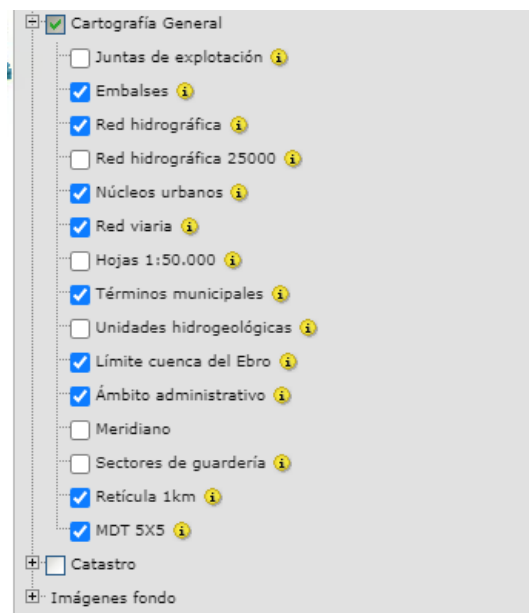 Cartografía General
Juntas de explotación
Embalses
Red hidrográfica
Red hidrográfica 25000
Núcleos urbanos
Red viaria
Hojas 1:50.000
Términos municipales
Unidades hidrogeológicas
Límite cuenca del Ebro
Ámbito administrativo
Meridiano
Sectores de guardería
Retícula 1km
MDT 5X5
Catastro
Imágenes fondo